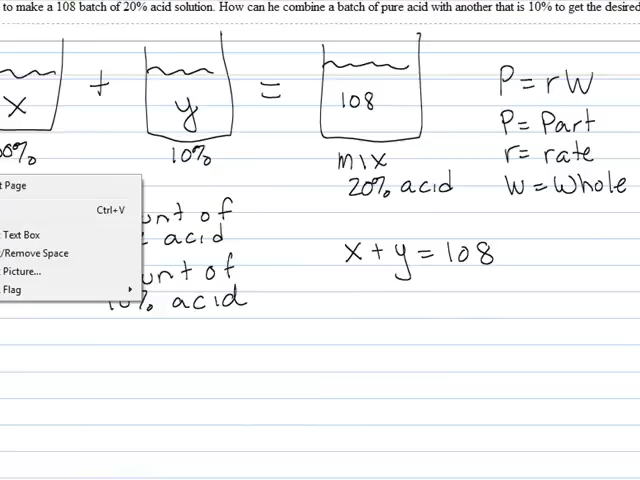 to make a 108 batch of 20% acid solution. How can he combine a batch of pure acid with another that is 10% to get the desired
x + y = 108
10%
mix
20% acid
P = rW
P = Part
r = rate
W = Whole
Page
Ctrl+V
Text Box
/Remove Space
Picture...
Flag
of
acid
of
10% acid
x + y = 108